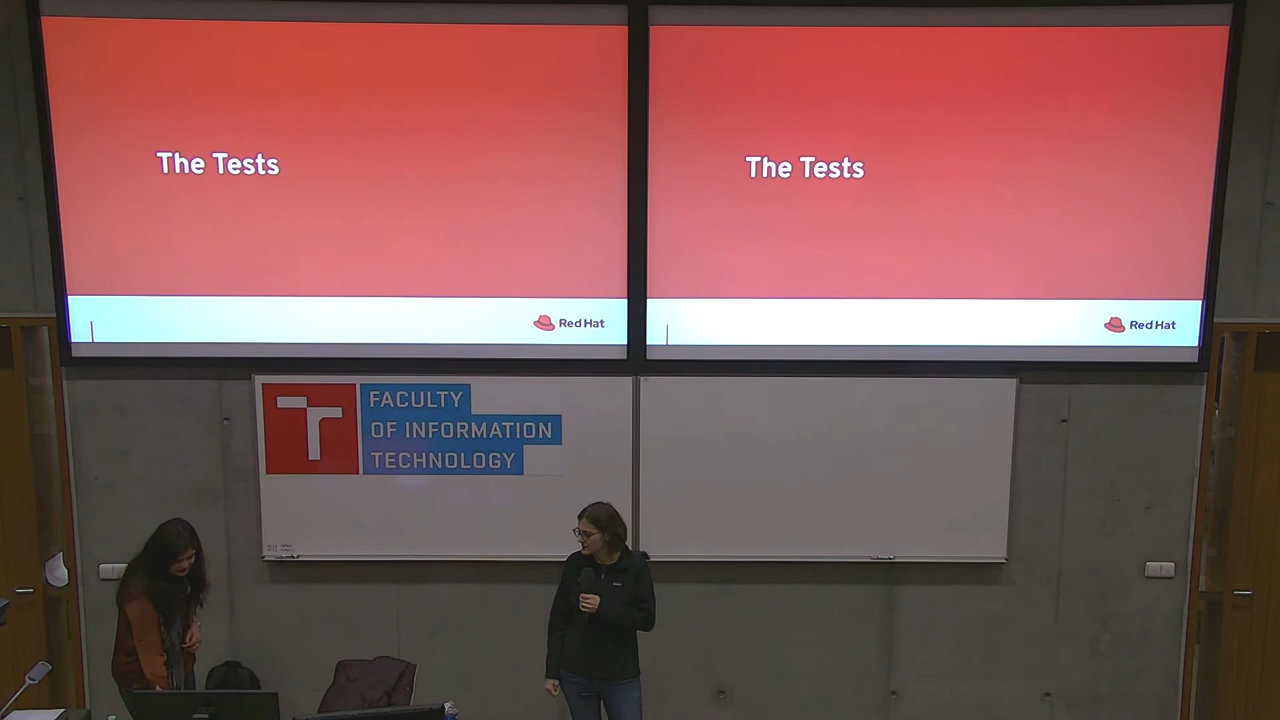 The Tests
Red Hat
The Tests
Red Hat
FACULTY
OF INFORMATION
TECHNOLOGY